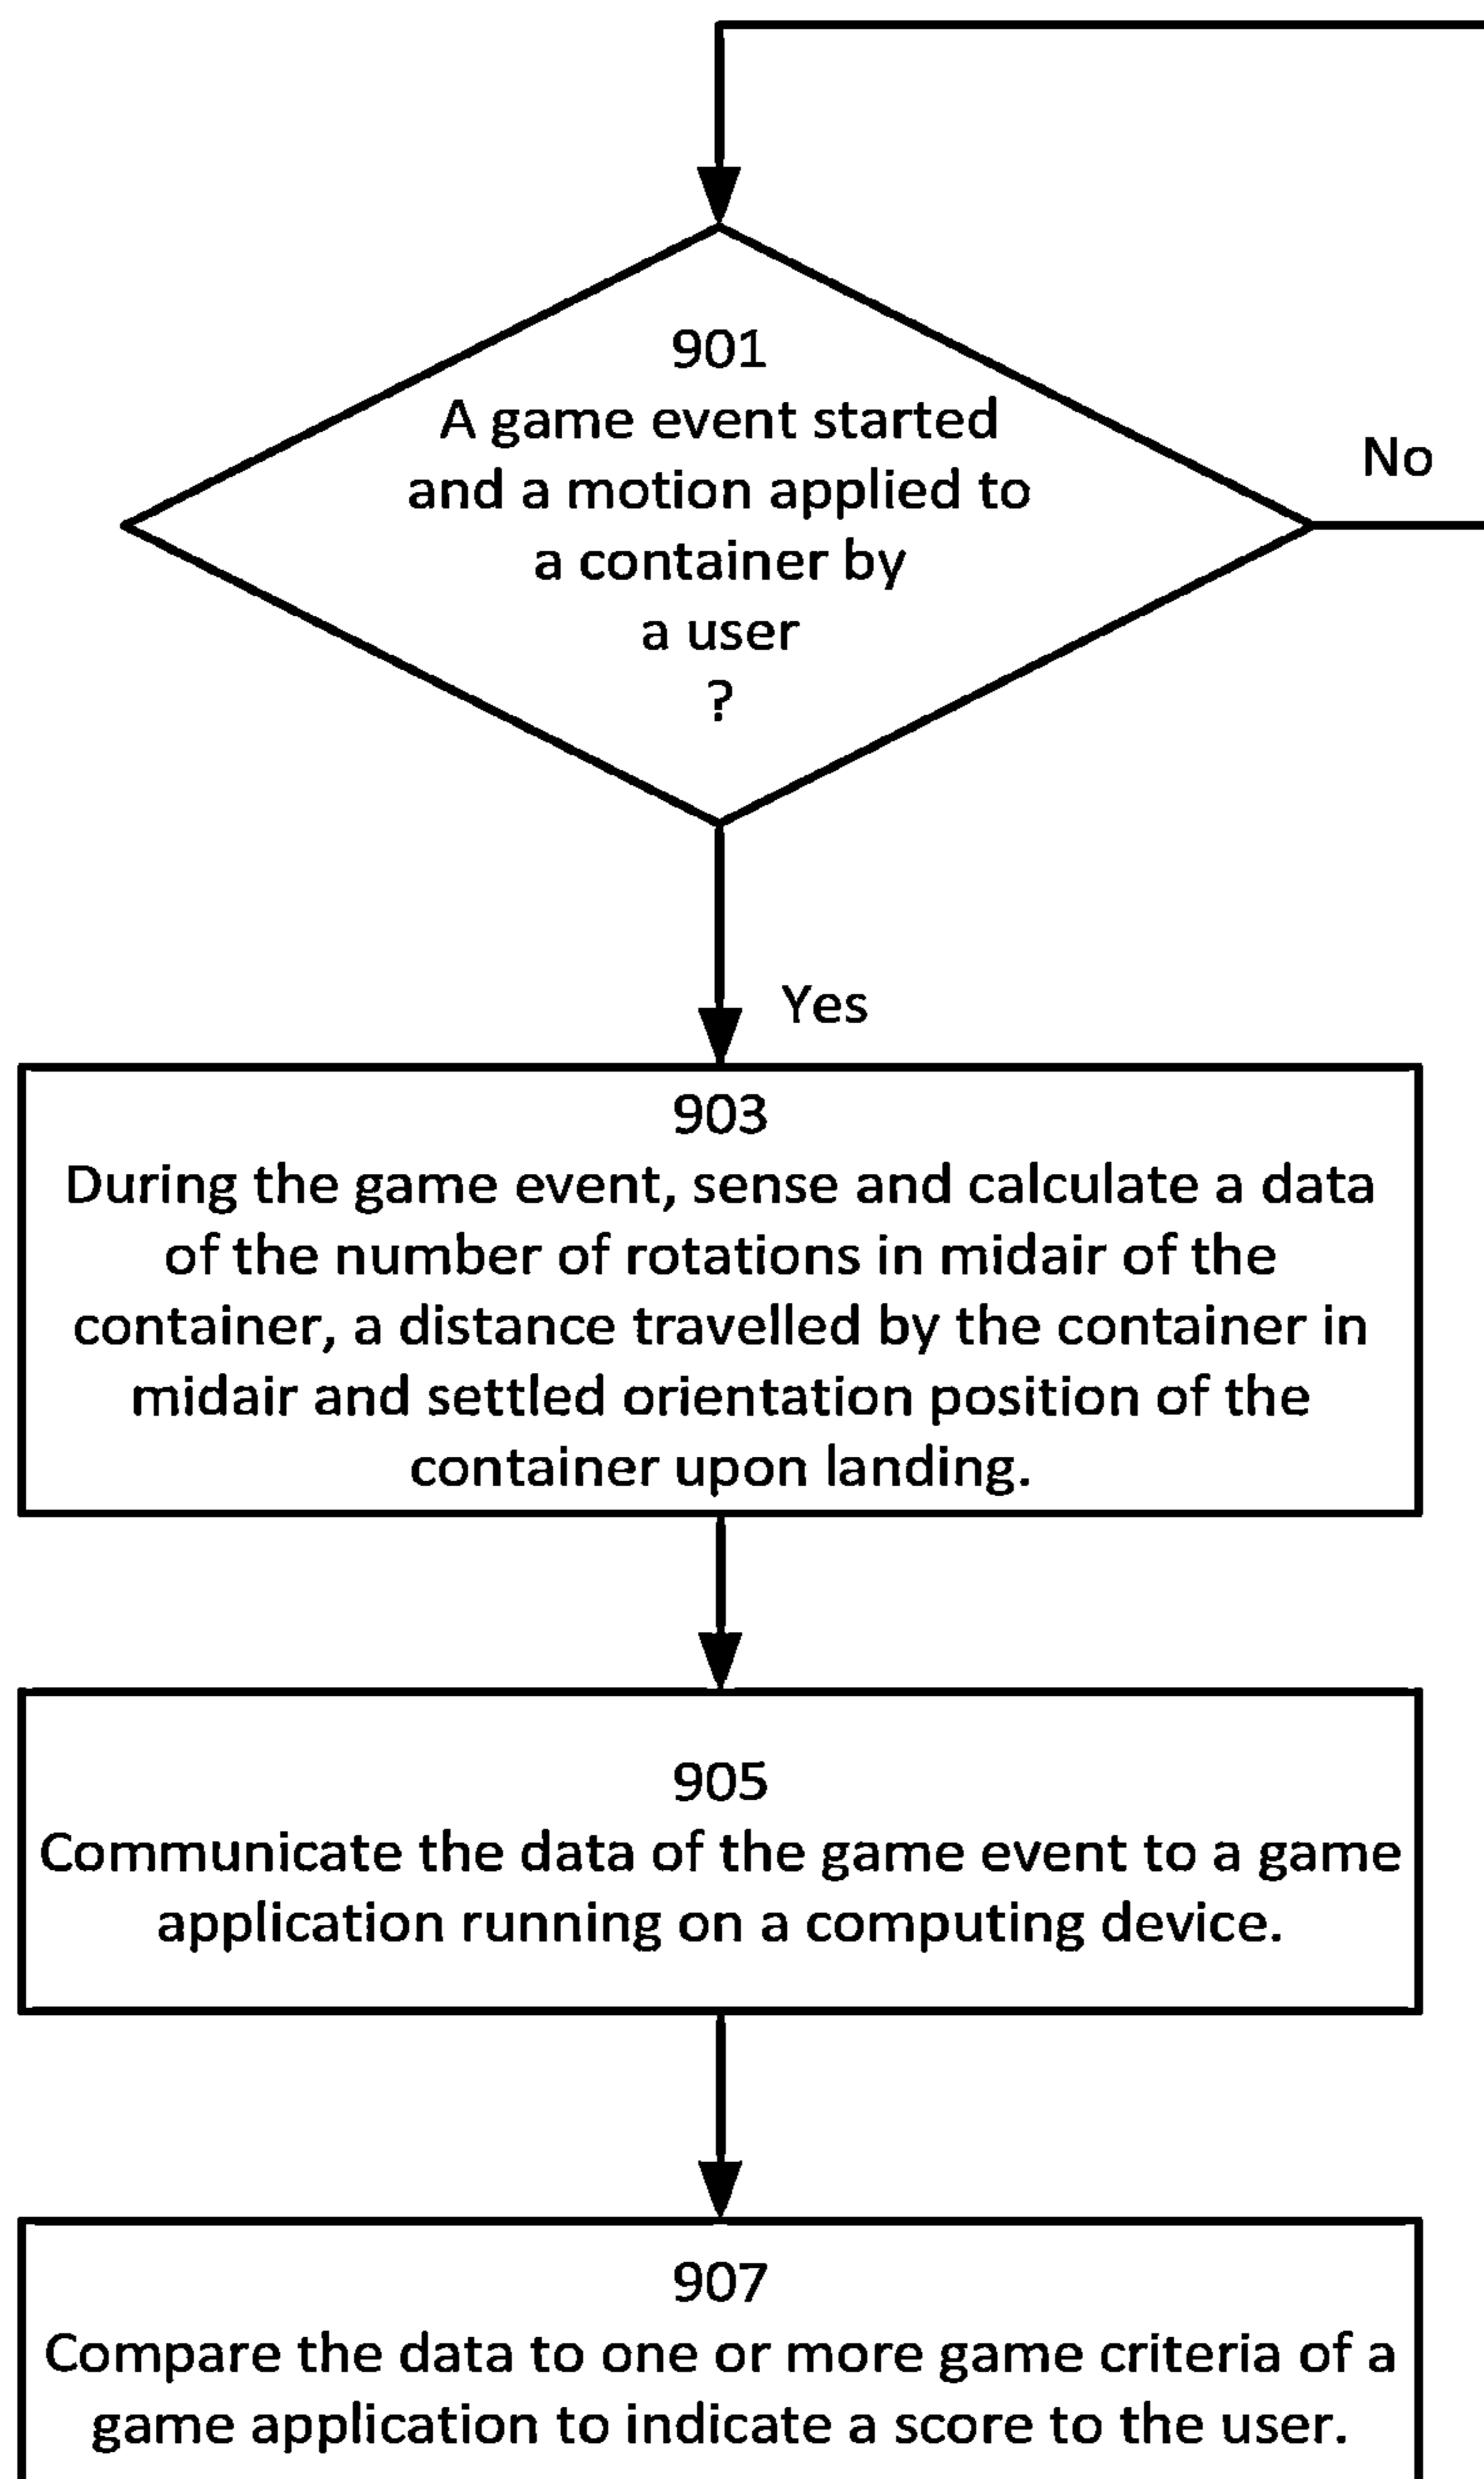 901
A game event started
and a motion applied to
a container by
a user
?
No
Yes
903
During the game event, sense and calculate a data
of the number of rotations in midair of the
container, a distance travelled by the container in
midair and settled orientation position of the
container upon landing.
905
Communicate the data of the game event to a game
application running on a computing device.
907
Compare the data to one or more game criteria of a
game application to indicate a score to the user.